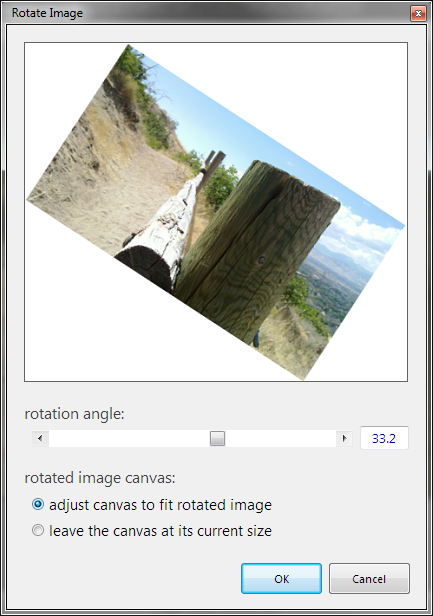 Rotate Image
rotation angle:
33.2
rotated image canvas:
adjust canvas to fit rotated image
leave the canvas at its current size
OK
Cancel